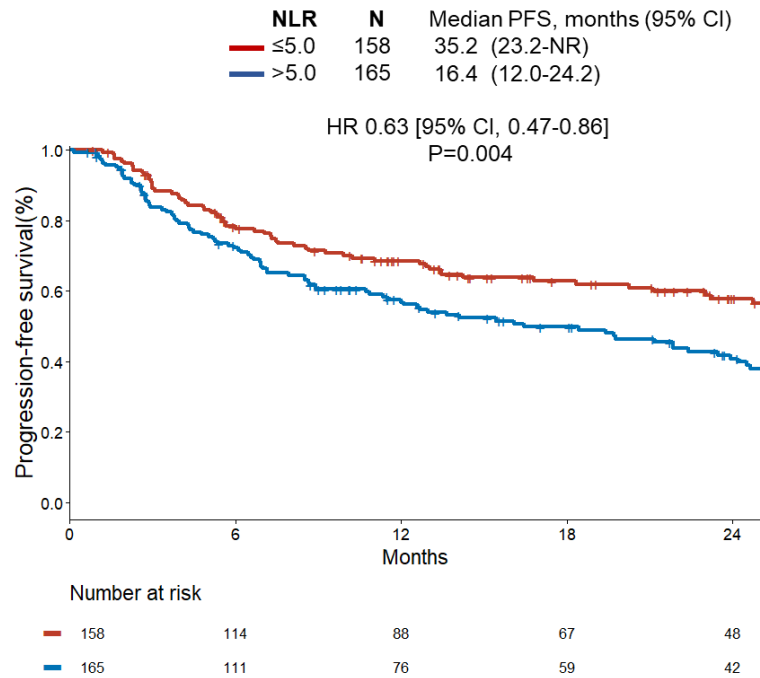 NLR N Median PFS, months (95% CI)
≤5.0 158 35.2 (23.2-NR)
>5.0 165 16.4 (12.0-24.2)
HR 0.63 [95% CI, 0.47-0.86]
P=0.004
Progression-free survival(%)
1.0
0.8
0.6
0.4
0.2
0.0
0 6 12 18 24
Months
Number at risk
158 114 88 67 48
165 111 76 59 42